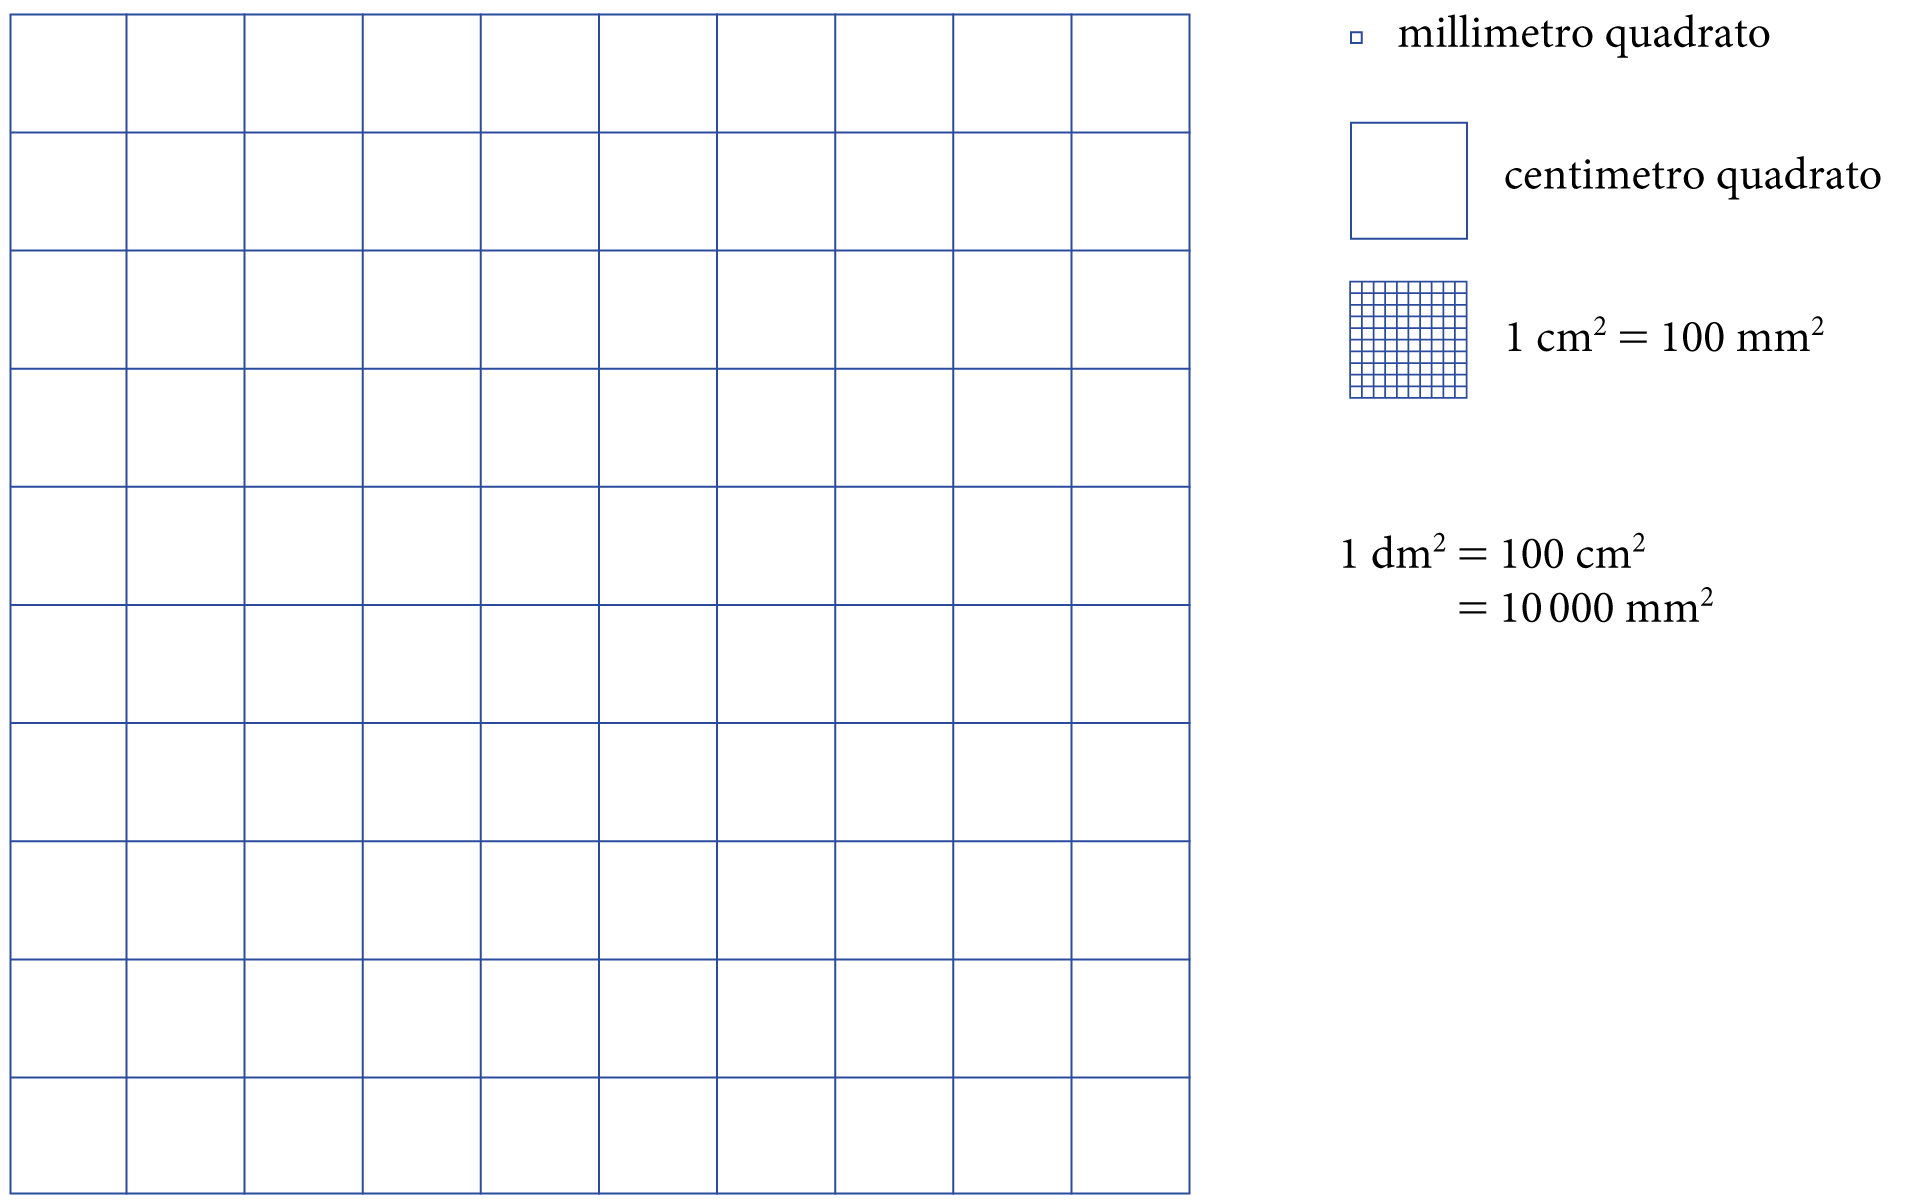 millimetro quadrato
centimetro quadrato
1 cm² = 100 mm²
1 dm² = 100 cm²
= 10 000 mm²